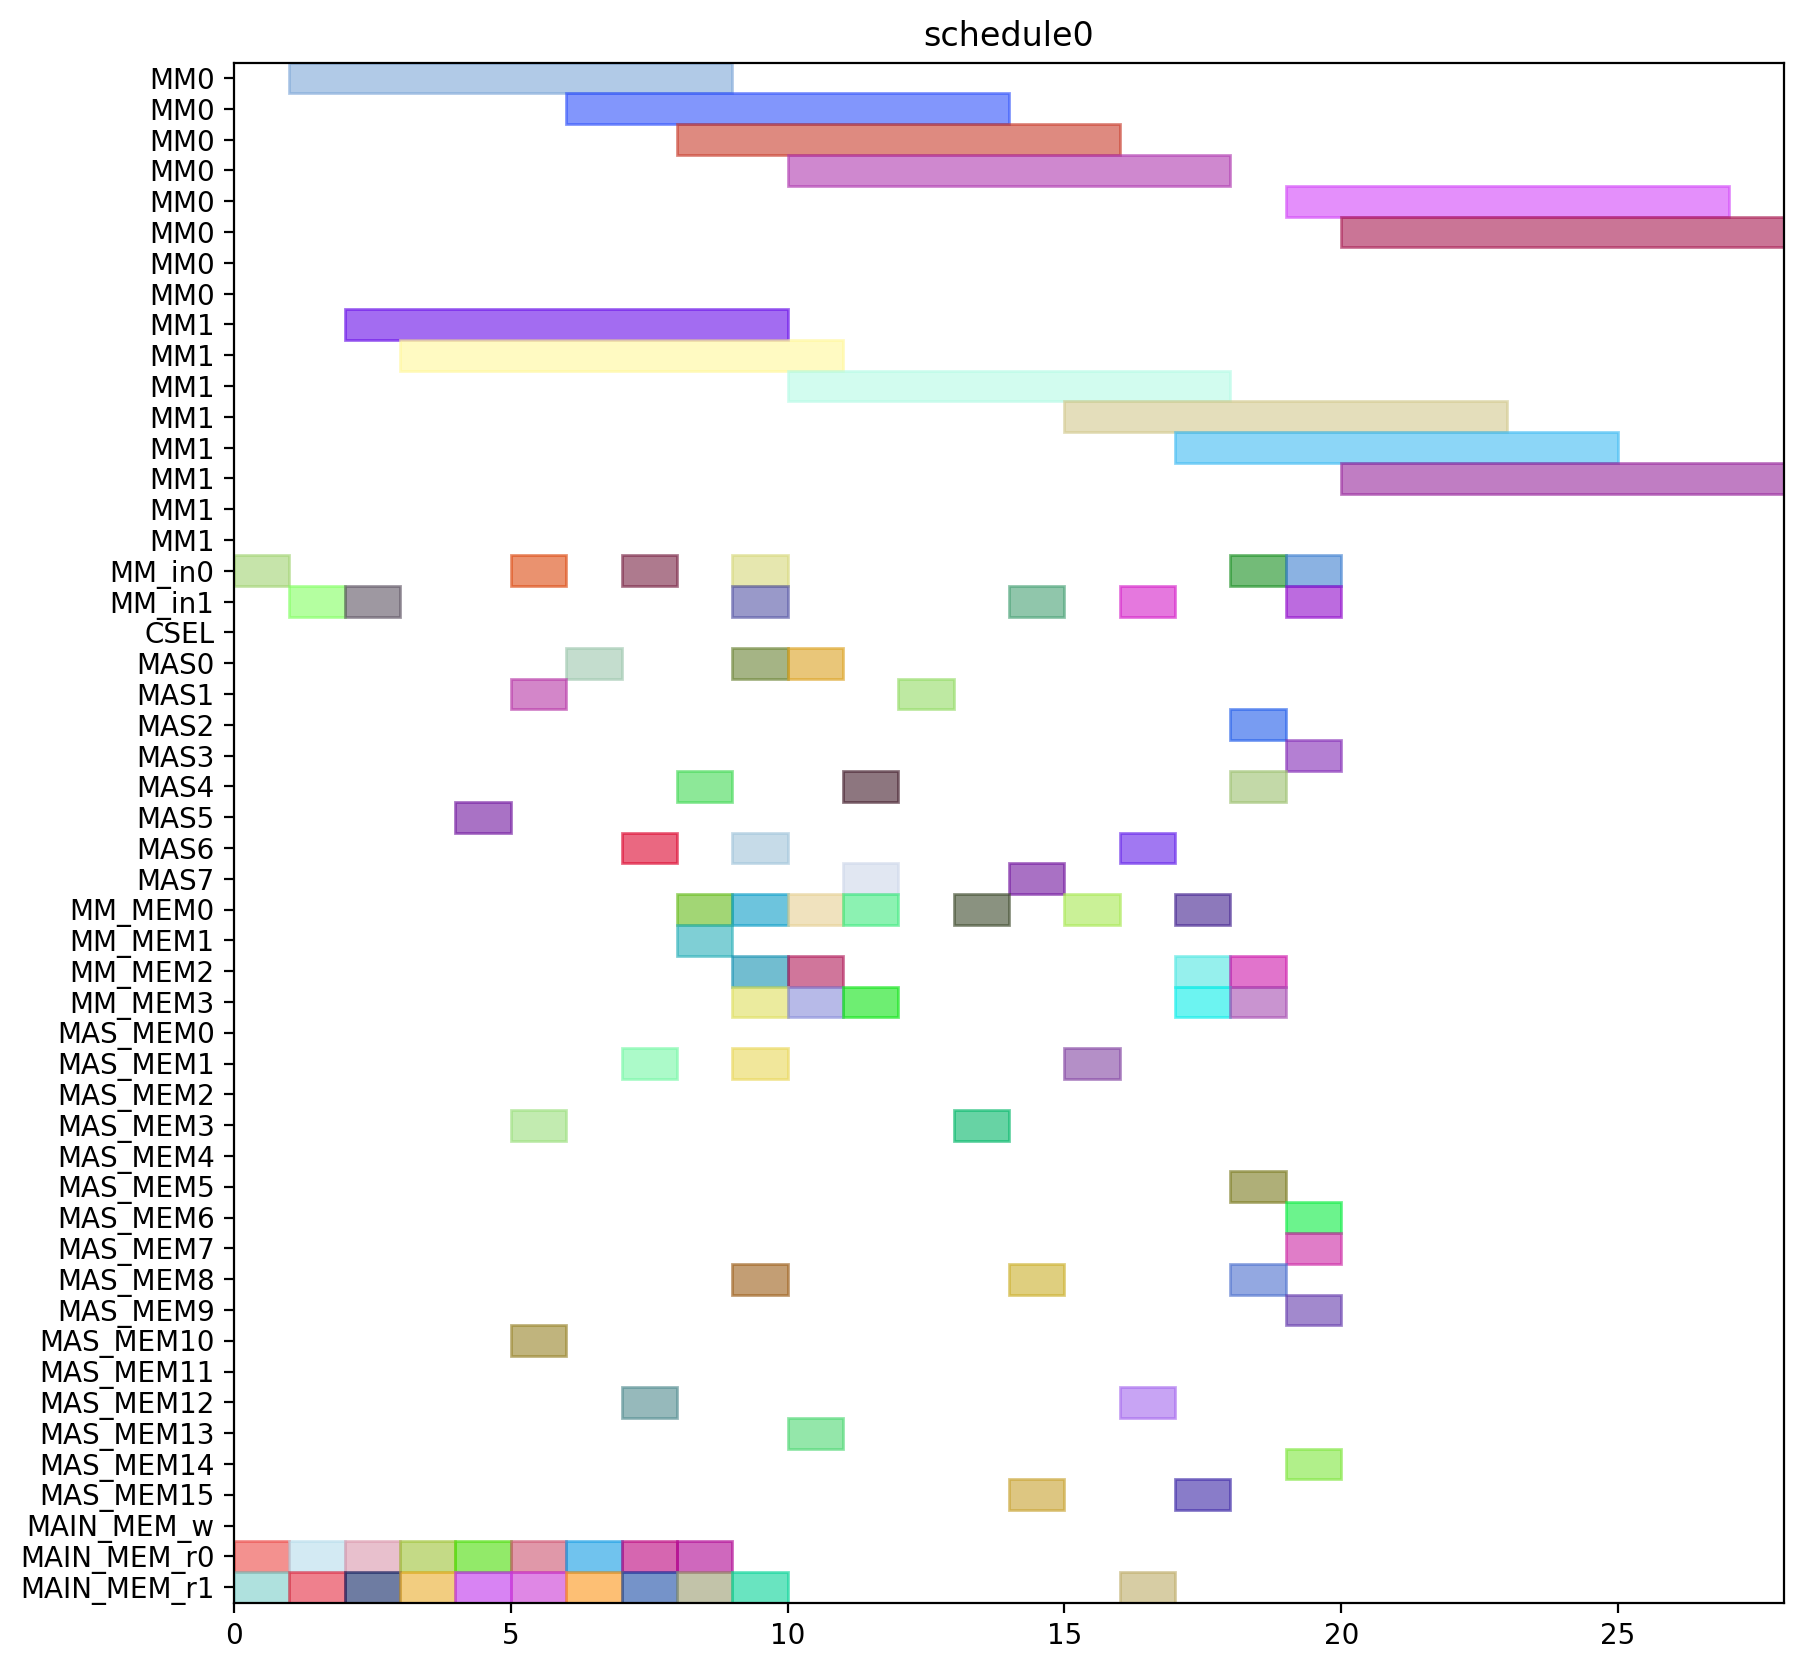 schedule0
MM0
MM0
MM0
MM0
MM0
MM0
MM0
MM0
MM1
MM1
MM1
MM1
MM1
MM1
MM1
MM1
MM_in0
MM_in1
CSEL
MAS0
MAS1
MAS2
MAS3
MAS4
MAS5
MAS6
MAS7
MM_MEM0
MM_MEM1
MM_MEM2
MM_MEM3
MAS_MEM0
MAS_MEM1
MAS_MEM2
MAS_MEM3
MAS_MEM4
MAS_MEM5
MAS_MEM6
MAS_MEM7
MAS_MEM8
MAS_MEM9
MAS_MEM10
MAS_MEM11
MAS_MEM12
MAS_MEM13
MAS_MEM14
MAS_MEM15
MAIN_MEM_w
MAIN_MEM_r0
MAIN_MEM_r1
0 5 10 15 20 25